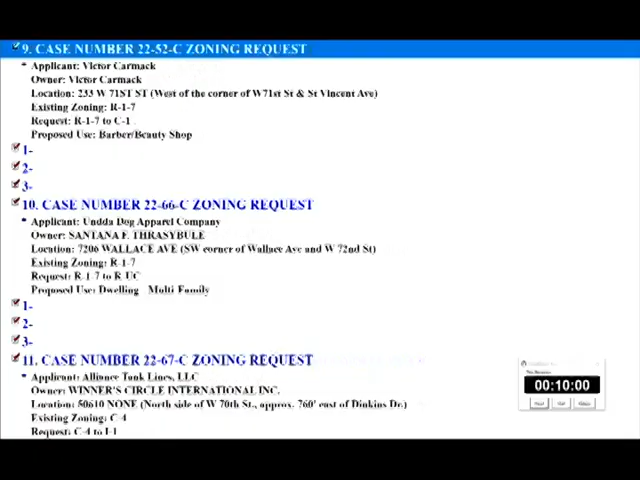 9. CASE NUMBER 22-52-C ZONING REQUEST
Applicant: Victor Carmack
Owner: Victor Carmack
Location: 233 W 71ST ST (West of the corner of W71st St & St Vincent Ave)
Existing Zoning: R-1-7
Request: R-1-7 to C-1
Proposed Use: Barber/Beauty Shop
1-
2-
3-
10. CASE NUMBER 22-66-C ZONING REQUEST
Applicant: Undda Dog Apparel Company
Owner: SANTANA F. THRASYBULE
Location: 7206 WALLACE AVE (SW corner of Wallace Ave and W 72nd St)
Existing Zoning: R-1-7
Request: R-1-7 to R-UC
Proposed Use: Dwelling Multi-Family
1-
2-
3-
11. CASE NUMBER 22-67-C ZONING REQUEST
Applicant: Alliance Tank Lines, LLC
Owner: WINNER'S CIRCLE INTERNATIONAL INC.
Location: 50610 NONE (North side of W 70th St., approx. 760' east of Dinkins Dr.)
Existing Zoning: C-4
Request: C-4 to I-1
00:10:00